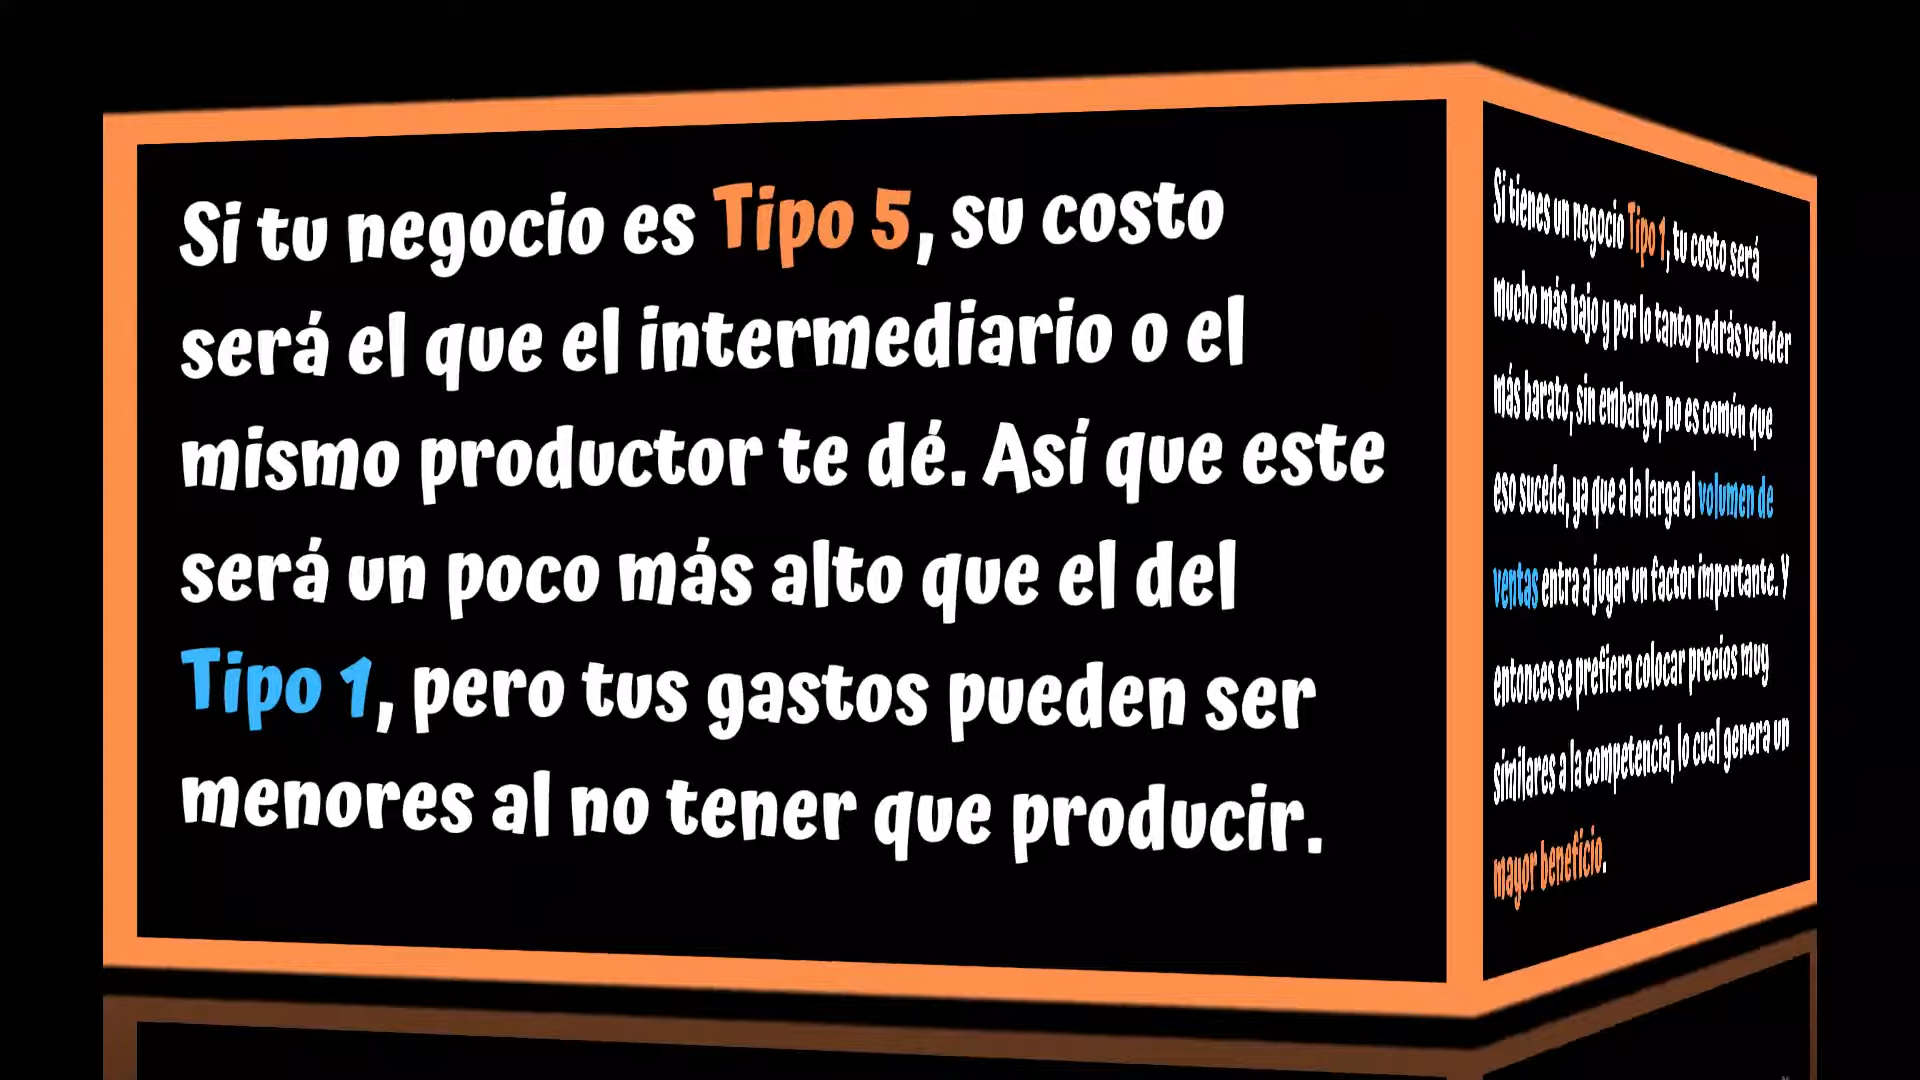 Si tu negocio es Tipo 5, su costo
será el que el intermediario o el
mismo productor te dé. Así que este
será un poco más alto que el del
Tipo 1, pero tus gastos pueden ser
menores al no tener que producir.
Si tienes un negocio Tipo 1, tu costo será
mucho más bajo y por lo tanto podrás vender
más barato, sin embargo, no es común que
eso suceda, ya que a la larga el volumen de
ventas entra a jugar un factor importante. Y
entonces se prefiera colocar precios muy
similares a la competencia, lo cual genera un
mayor beneficio.